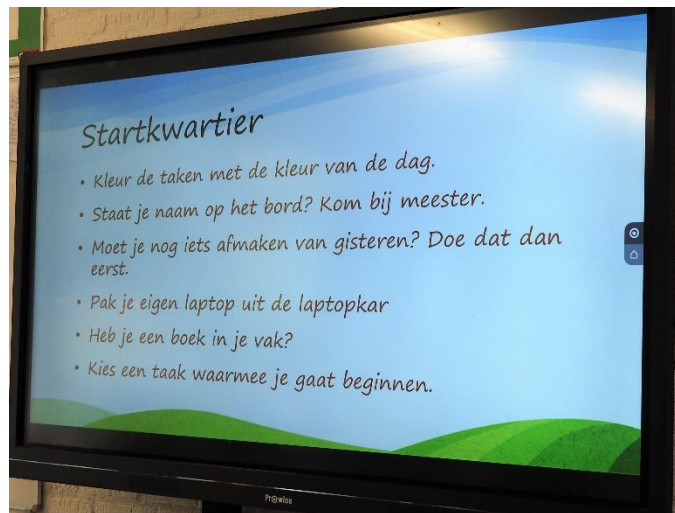 Startkwartier
• Kleur de taken met de kleur van de dag.
• Staat je naam op het bord? Kom bij meester.
• Moet je nog iets afmaken van gisteren? Doe dat dan
eerst.
• Pak je eigen laptop uit de laptopkar
• Heb je een boek in je vak?
• Kies een taak waarmee je gaat beginnen.
Prowise